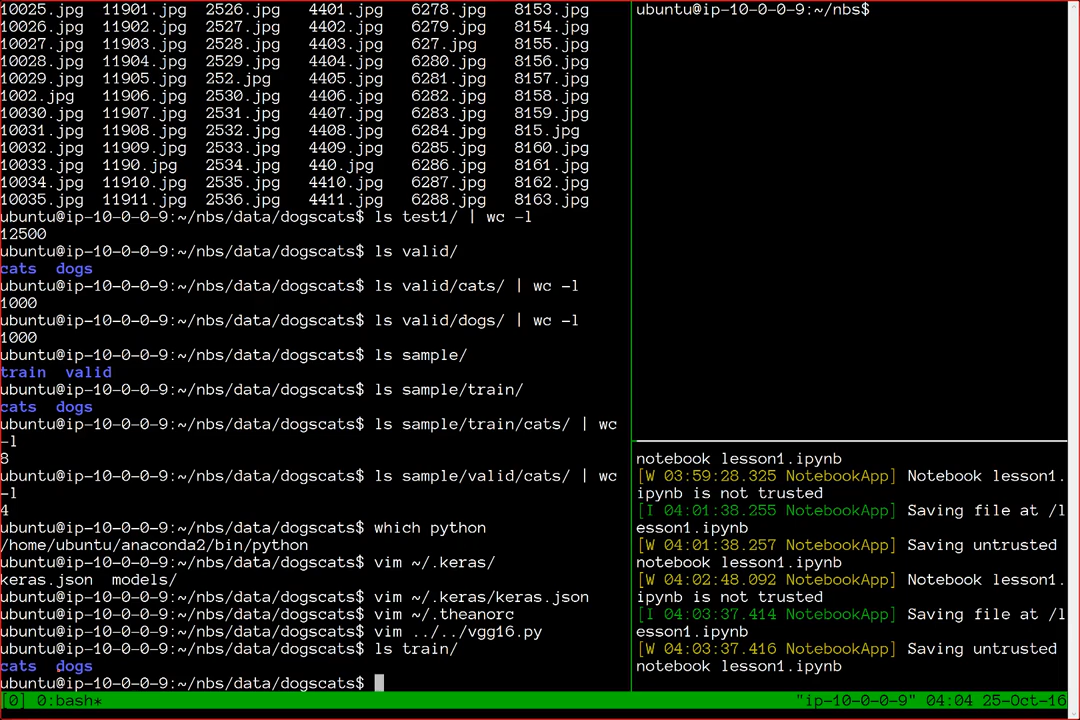 10025.jpg  11901.jpg  2526.jpg   4401.jpg   6278.jpg   8153.jpg
10026.jpg  11902.jpg  2527.jpg   4402.jpg   6279.jpg   8154.jpg
10027.jpg  11903.jpg  2528.jpg   4403.jpg   627.jpg    8155.jpg
10028.jpg  11904.jpg  2529.jpg   4404.jpg   6280.jpg   8156.jpg
10029.jpg  11905.jpg  252.jpg    4405.jpg   6281.jpg   8157.jpg
1002.jpg   11906.jpg  2530.jpg   4406.jpg   6282.jpg   8158.jpg
10030.jpg  11907.jpg  2531.jpg   4407.jpg   6283.jpg   8159.jpg
10031.jpg  11908.jpg  2532.jpg   4408.jpg   6284.jpg   815.jpg
10032.jpg  11909.jpg  2533.jpg   4409.jpg   6285.jpg   8160.jpg
10033.jpg  1190.jpg   2534.jpg   440.jpg    6286.jpg   8161.jpg
10034.jpg  11910.jpg  2535.jpg   4410.jpg   6287.jpg   8162.jpg
10035.jpg  11911.jpg  2536.jpg   4411.jpg   6288.jpg   8163.jpg
ubuntu@ip-10-0-0-9:~/nbs/data/dogscats$ ls test1/ | wc -l
12500
ubuntu@ip-10-0-0-9:~/nbs/data/dogscats$ ls valid/
cats  dogs
ubuntu@ip-10-0-0-9:~/nbs/data/dogscats$ ls valid/cats/ | wc -l
1000
ubuntu@ip-10-0-0-9:~/nbs/data/dogscats$ ls valid/dogs/ | wc -l
1000
ubuntu@ip-10-0-0-9:~/nbs/data/dogscats$ ls sample/
train  valid
ubuntu@ip-10-0-0-9:~/nbs/data/dogscats$ ls sample/train/
cats  dogs
ubuntu@ip-10-0-0-9:~/nbs/data/dogscats$ ls sample/train/cats/ | wc
-l
8
ubuntu@ip-10-0-0-9:~/nbs/data/dogscats$ ls sample/valid/cats/ | wc
-l
4
ubuntu@ip-10-0-0-9:~/nbs/data/dogscats$ which python
/home/ubuntu/anaconda2/bin/python
ubuntu@ip-10-0-0-9:~/nbs/data/dogscats$ vim ~/.keras/
keras.json  models/
ubuntu@ip-10-0-0-9:~/nbs/data/dogscats$ vim ~/.keras/keras.json
ubuntu@ip-10-0-0-9:~/nbs/data/dogscats$ vim ~/.theanorc
ubuntu@ip-10-0-0-9:~/nbs/data/dogscats$ vim ../../vgg16.py
ubuntu@ip-10-0-0-9:~/nbs/data/dogscats$ ls train/
cats  dogs
ubuntu@ip-10-0-0-9:~/nbs/data/dogscats$
ubuntu@ip-10-0-0-9:~/nbs$
notebook lesson1.ipynb
[W 03:59:28.325 NotebookApp] Notebook lesson1.
ipynb is not trusted
[I 04:01:38.255 NotebookApp] Saving file at /l
esson1.ipynb
[W 04:01:38.257 NotebookApp] Saving untrusted
notebook lesson1.ipynb
[W 04:02:48.092 NotebookApp] Notebook lesson1.
ipynb is not trusted
[I 04:03:37.414 NotebookApp] Saving file at /l
esson1.ipynb
[W 04:03:37.416 NotebookApp] Saving untrusted
notebook lesson1.ipynb
[0] 0:bash* "ip-10-0-0-9" 04:04 25-Oct-16